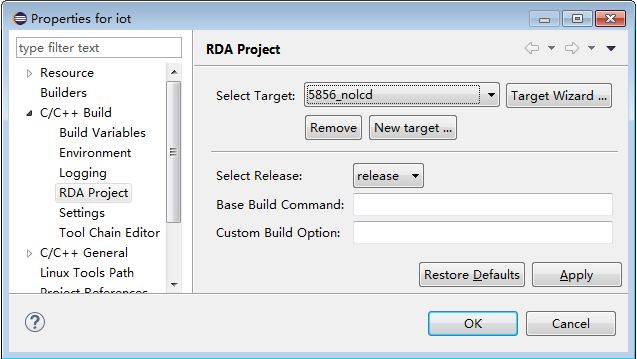 Properties for iot
type filter text
Resource
Builders
C/C++ Build
Build Variables
Environment
Logging
RDA Project
Settings
Tool Chain Editor
C/C++ General
Linux Tools Path
Project References
RDA Project
Select Target: 5856_nolcd Target Wizard ...
Remove New target ...
Select Release: release
Base Build Command:
Custom Build Option:
Restore Defaults Apply
OK Cancel